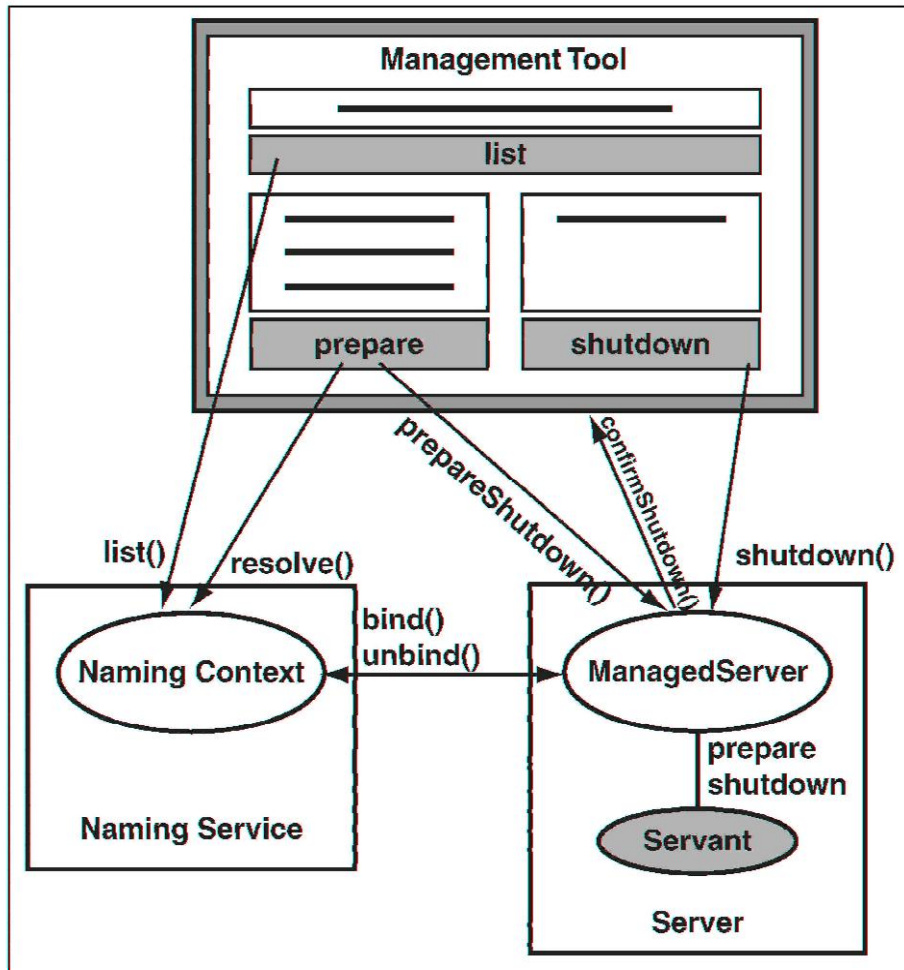 Management Tool
list
prepare
shutdown
prepareShutdown()
confirmShutdown()
list()
resolve()
shutdown()
bind()
unbind()
Naming Context
ManagedServer
prepare
shutdown
Naming Service
Servant
Server